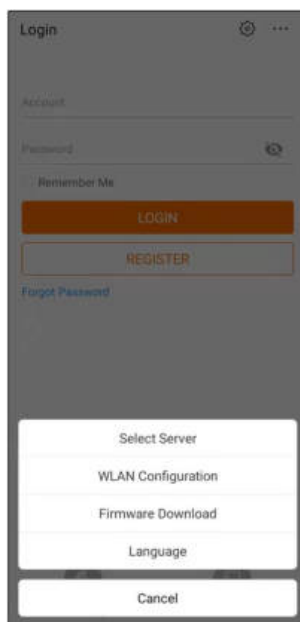 Login
Account
Password
Remember Me
LOGIN
REGISTER
Forgot Password
Select Server
WLAN Configuration
Firmware Download
Language
Cancel